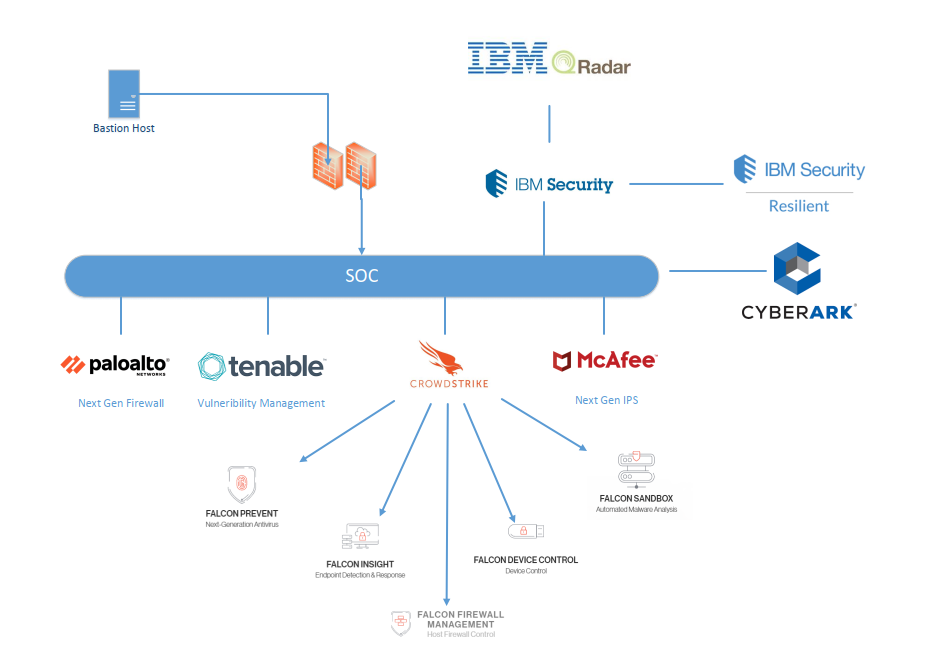 IBM QRadar
Bastion Host
IBM Security
IBM Security
Resilient
SOC
CYBERARK®
paloalto®
NETWORKS
tenable™
CROWDSTRIKE
McAfee™
Next Gen Firewall
Vulneribility Management
Next Gen IPS
FALCON PREVENT
Next-Generation Antivirus
FALCON INSIGHT
Endpoint Detection & Response
FALCON FIREWALL
MANAGEMENT
Host Firewall Control
FALCON DEVICE CONTROL
Device Control
FALCON SANDBOX
Automated Malware Analysis